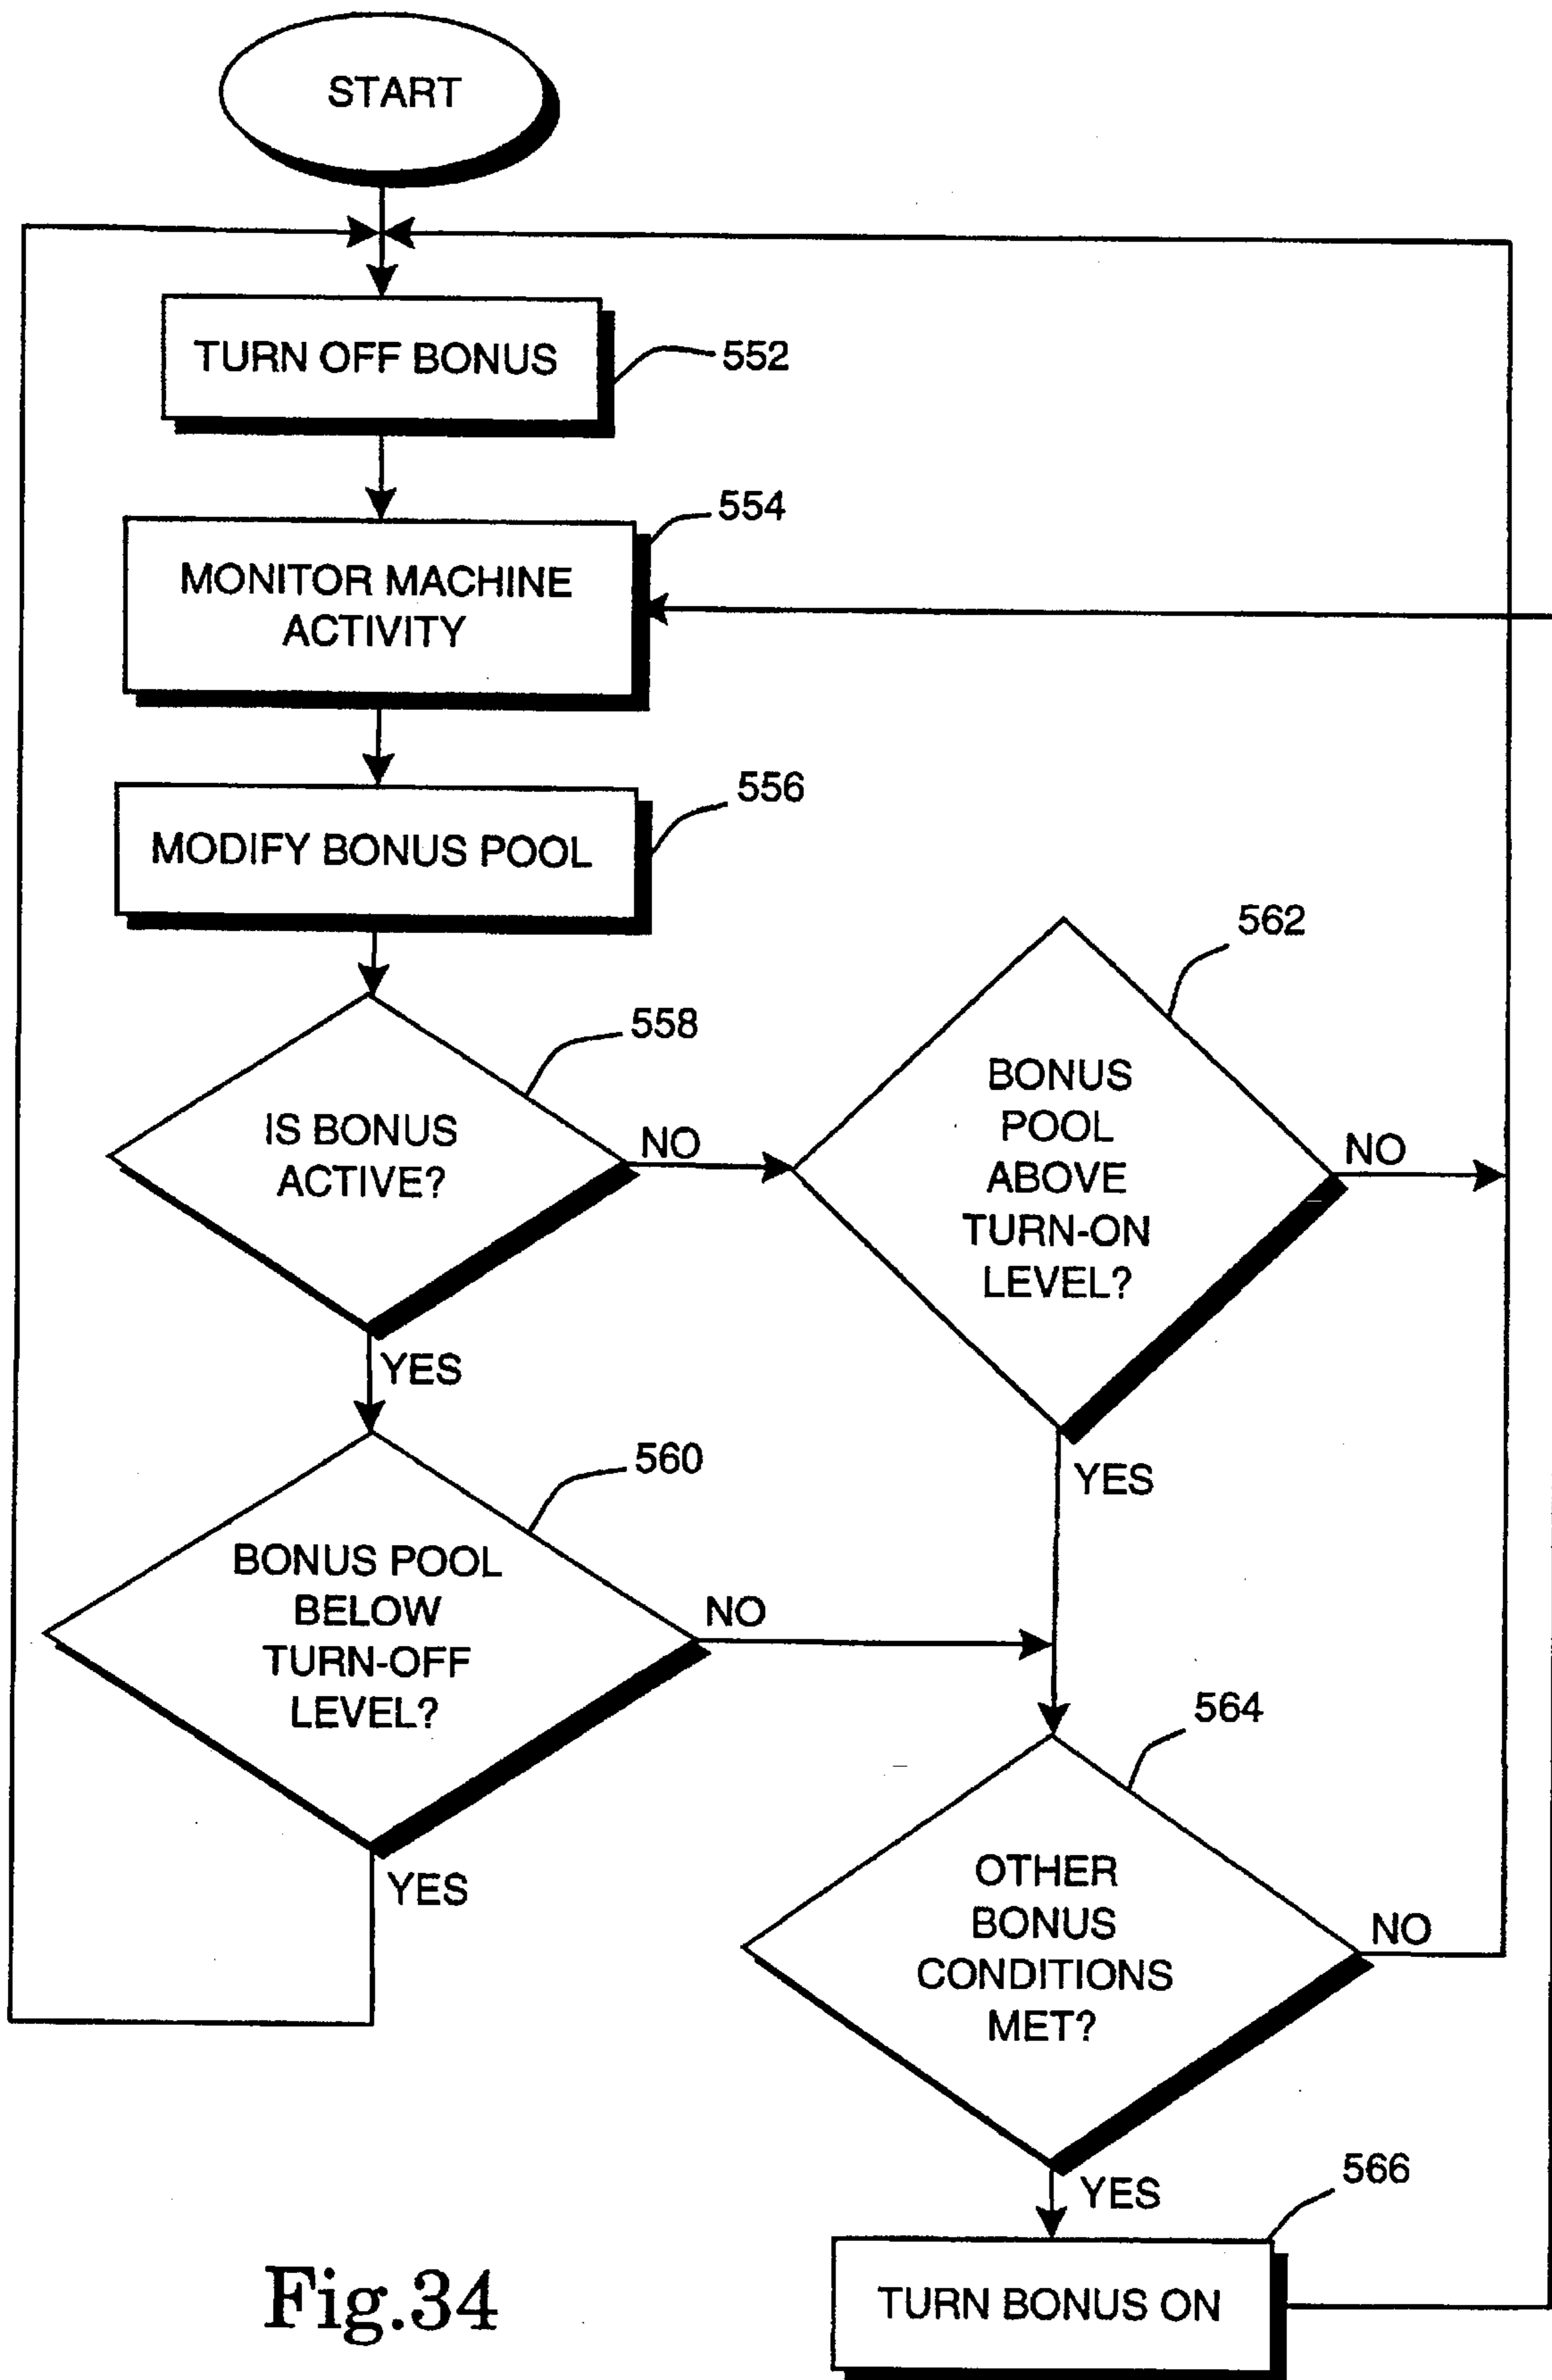 START
TURN OFF BONUS
552
554
MONITOR MACHINE
ACTIVITY
556
MODIFY BONUS POOL
562
558
BONUS
POOL
ABOVE
TURN-ON
LEVEL?
NO
IS BONUS
ACTIVE?
NO
YES
YES
560
BONUS POOL
BELOW
TURN-OFF
LEVEL?
NO
564
YES
OTHER
BONUS
CONDITIONS
MET?
NO
YES
566
TURN BONUS ON
Fig.34